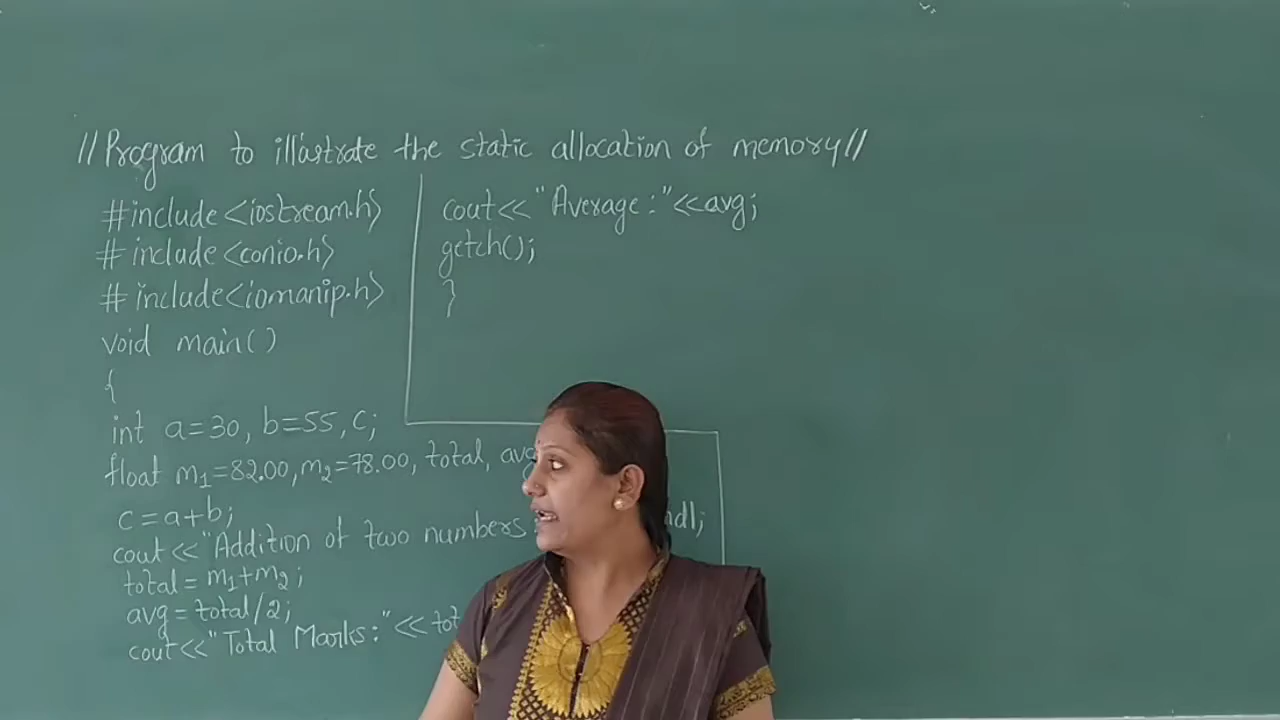 //Program to illustrate the static allocation of memory//
#include<iostream.h>
#include<conio.h>
#include<iomanip.h>
void main()
{
int a=30, b=55, c;
float m₁=82.00, m₂=78.00, total, avg
c=a+b;
cout<<"Addition of two numbers
total=m₁+m₂;
avg=total/2;
cout<<"Total Marks:"<<
cout<<"Average:"<<avg;
getch();
}